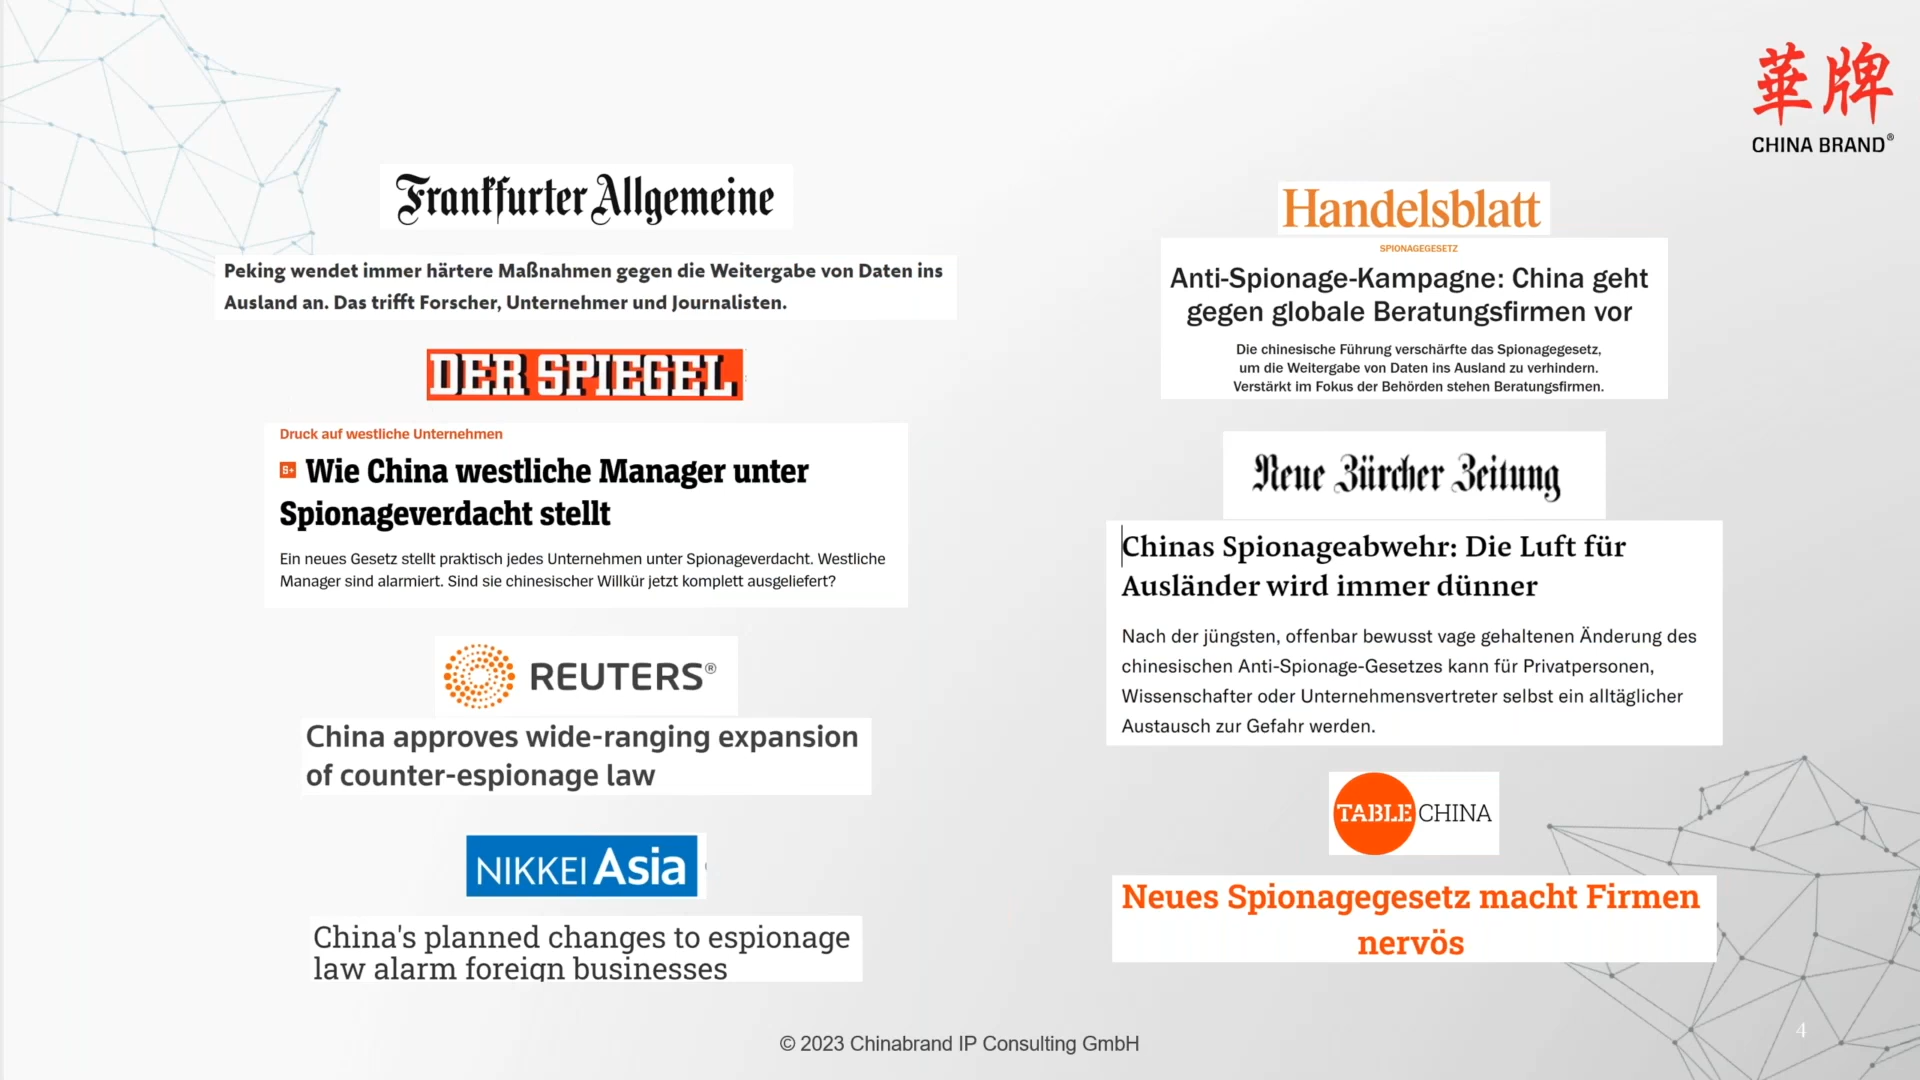 華牌
CHINA BRAND®
Frankfurter Allgemeine
Peking wendet immer härtere Maßnahmen gegen die Weitergabe von Daten ins
Ausland an. Das trifft Forscher, Unternehmer und Journalisten.
DER SPIEGEL
Druck auf westliche Unternehmen
S+ Wie China westliche Manager unter
Spionageverdacht stellt
Ein neues Gesetz stellt praktisch jedes Unternehmen unter Spionageverdacht. Westliche
Manager sind alarmiert. Sind sie chinesischer Willkür jetzt komplett ausgeliefert?
REUTERS®
China approves wide-ranging expansion
of counter-espionage law
NIKKEI Asia
China's planned changes to espionage
law alarm foreign businesses
Handelsblatt
SPIONAGEGESETZ
Anti-Spionage-Kampagne: China geht
gegen globale Beratungsfirmen vor
Die chinesische Führung verschärfte das Spionagegesetz,
um die Weitergabe von Daten ins Ausland zu verhindern.
Verstärkt im Fokus der Behörden stehen Beratungsfirmen.
Neue Zürcher Zeitung
Chinas Spionageabwehr: Die Luft für
Ausländer wird immer dünner
Nach der jüngsten, offenbar bewusst vage gehaltenen Änderung des
chinesischen Anti-Spionage-Gesetzes kann für Privatpersonen,
Wissenschafter oder Unternehmensvertreter selbst ein alltäglicher
Austausch zur Gefahr werden.
TABLE CHINA
Neues Spionagegesetz macht Firmen
nervös
© 2023 Chinabrand IP Consulting GmbH
4